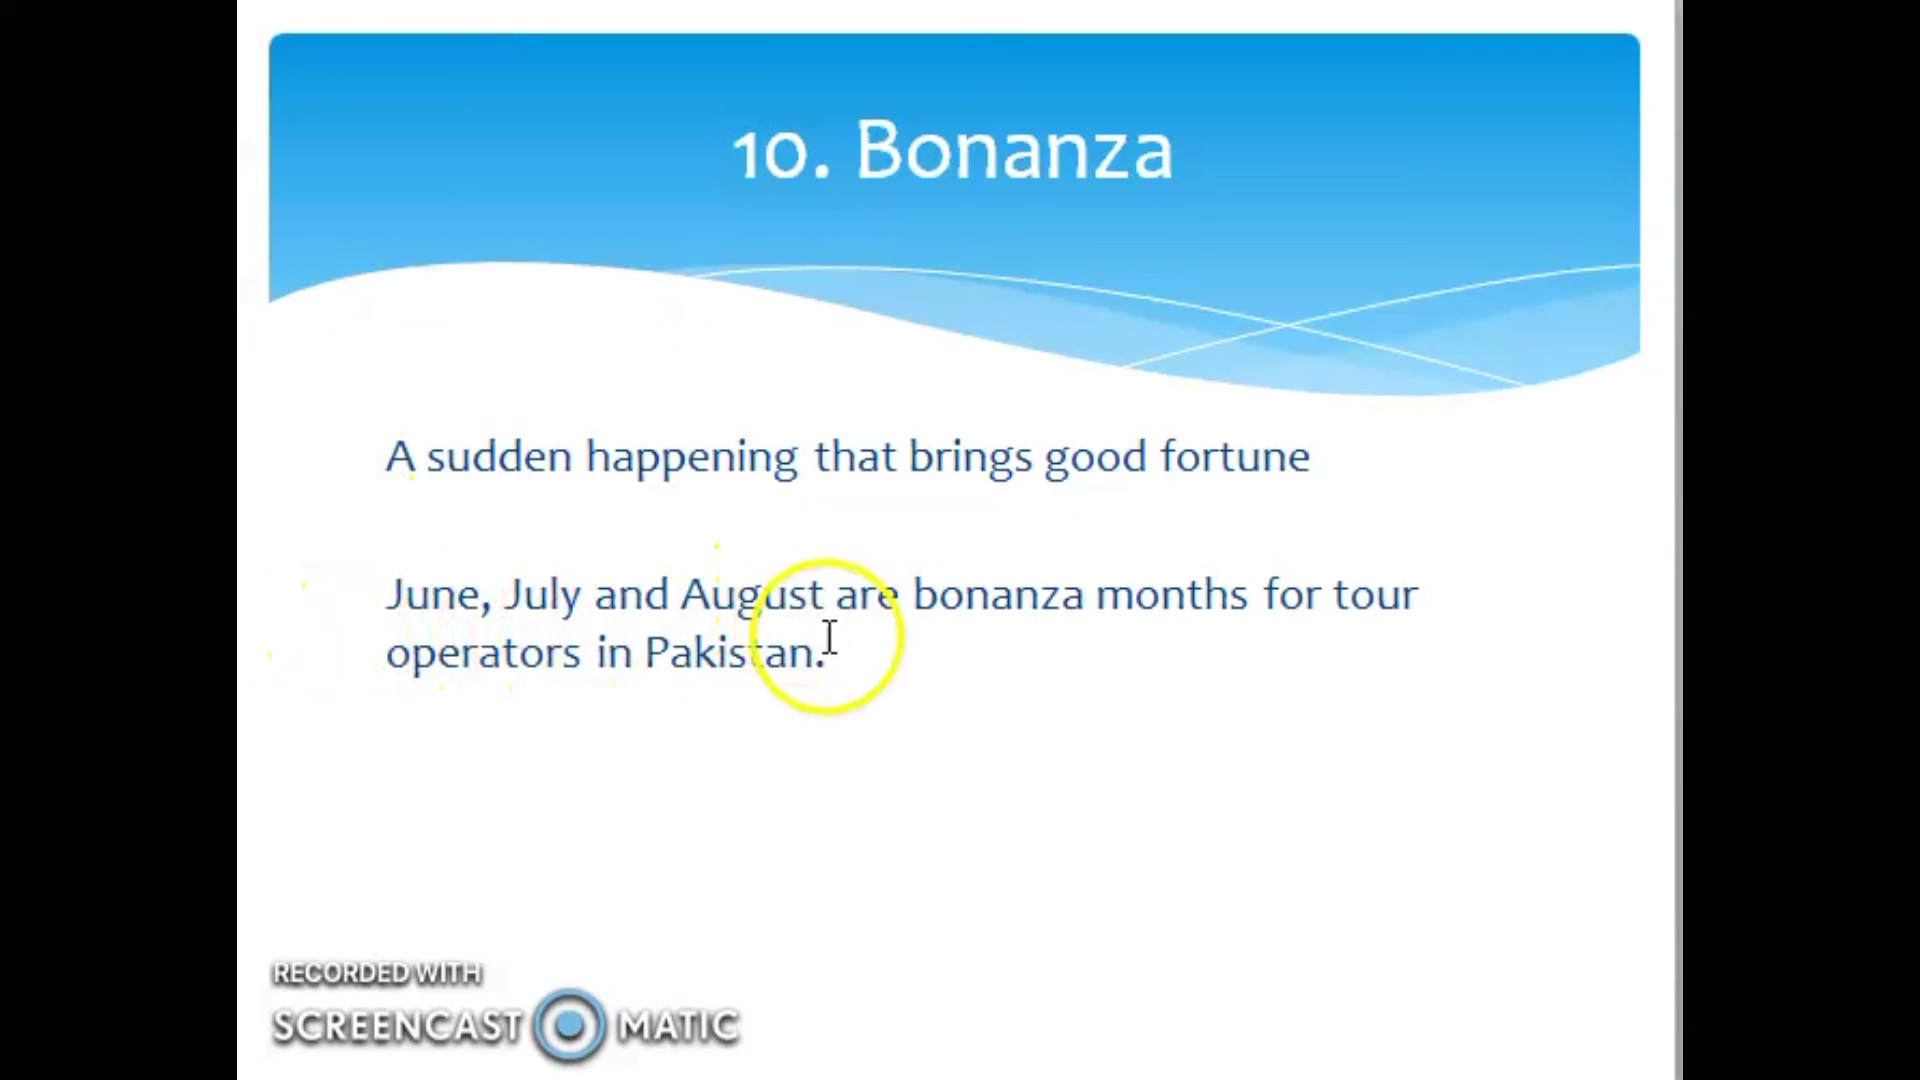 10. Bonanza
A sudden happening that brings good fortune
June, July and August are bonanza months for tour
operators in Pakistan.
RECORDED WITH
SCREENCAST MATIC